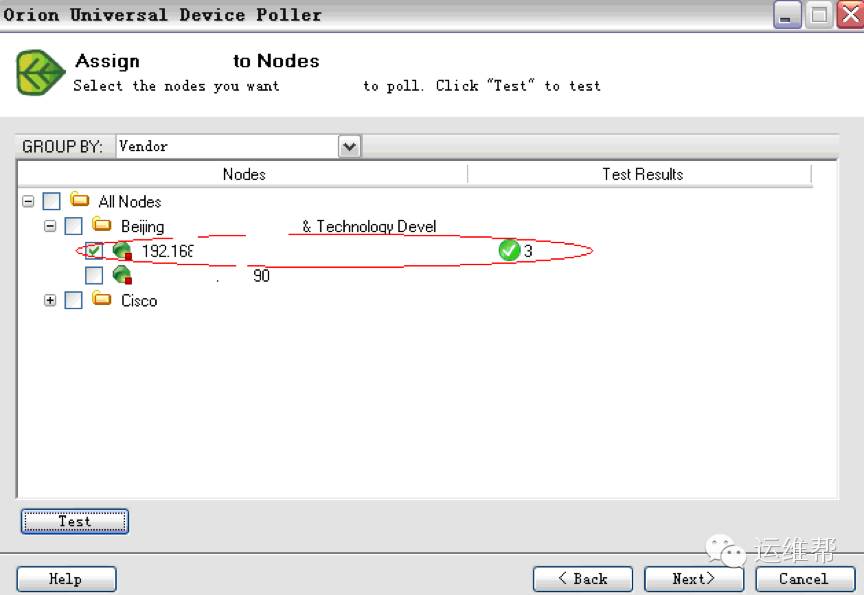 Orion Universal Device Poller
Assign to Nodes
Select the nodes you want to poll. Click "Test" to test
GROUP BY: Vendor
Nodes Test Results
All Nodes
Beijing & Technology Devel
192.168 3
. 90
Cisco
Test
运维帮
Help < Back Next> Cancel